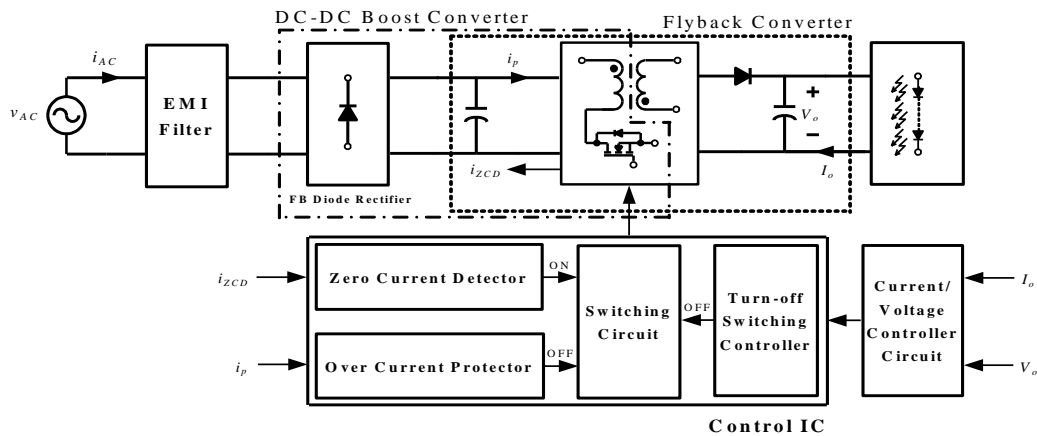 DC-DC Boost Converter
Flyback Converter
i_AC
v_AC
EMI
Filter
FB Diode Rectifier
i_p
i_ZCD
+
V_o
−
I_o
i_ZCD
Zero Current Detector
ON
i_p
Over Current Protector
OFF
Switching
Circuit
OFF
Turn-off
Switching
Controller
Current/
Voltage
Controller
Circuit
I_o
V_o
Control IC